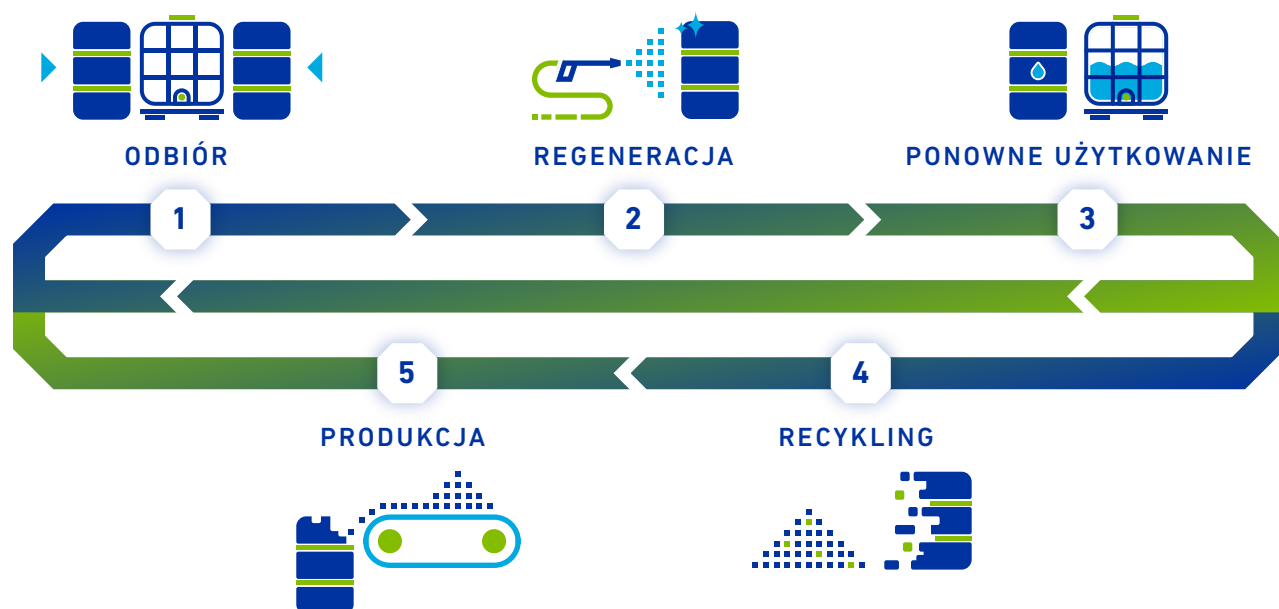 ODBIÓR
REGENERACJA
PONOWNE UŻYTKOWANIE
1
2
3
5
4
PRODUKCJA
RECYKLING